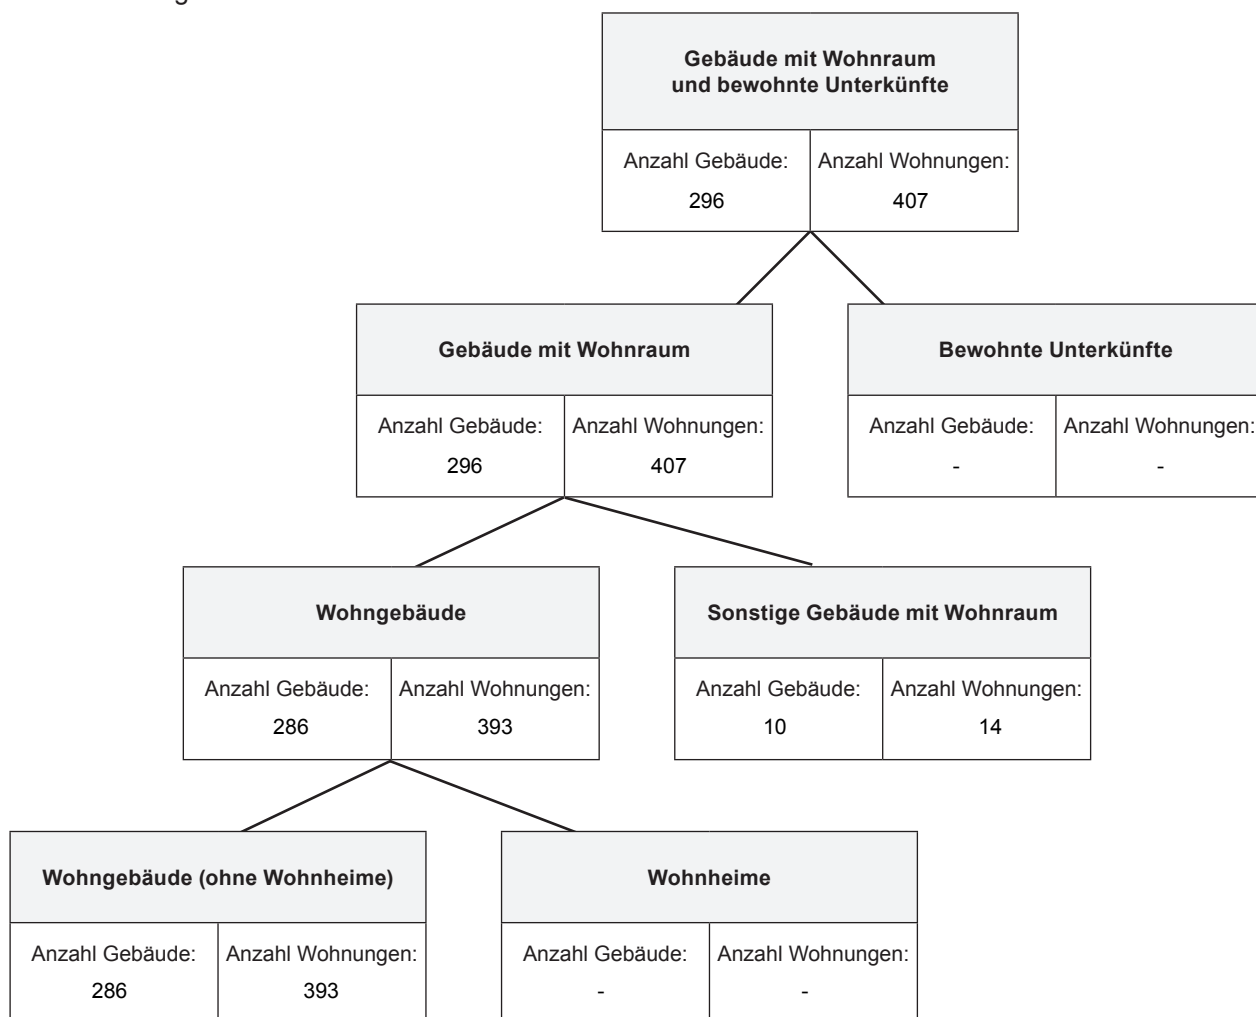 Gebäude mit Wohnraum
und bewohnte Unterkünfte
Anzahl Gebäude: Anzahl Wohnungen:
296 407
Gebäude mit Wohnraum Bewohnte Unterkünfte
Anzahl Gebäude: Anzahl Wohnungen: Anzahl Gebäude: Anzahl Wohnungen:
296 407 - -
Wohngebäude Sonstige Gebäude mit Wohnraum
Anzahl Gebäude: Anzahl Wohnungen: Anzahl Gebäude: Anzahl Wohnungen:
286 393 10 14
Wohngebäude (ohne Wohnheime) Wohnheime
Anzahl Gebäude: Anzahl Wohnungen: Anzahl Gebäude: Anzahl Wohnungen:
286 393 - -